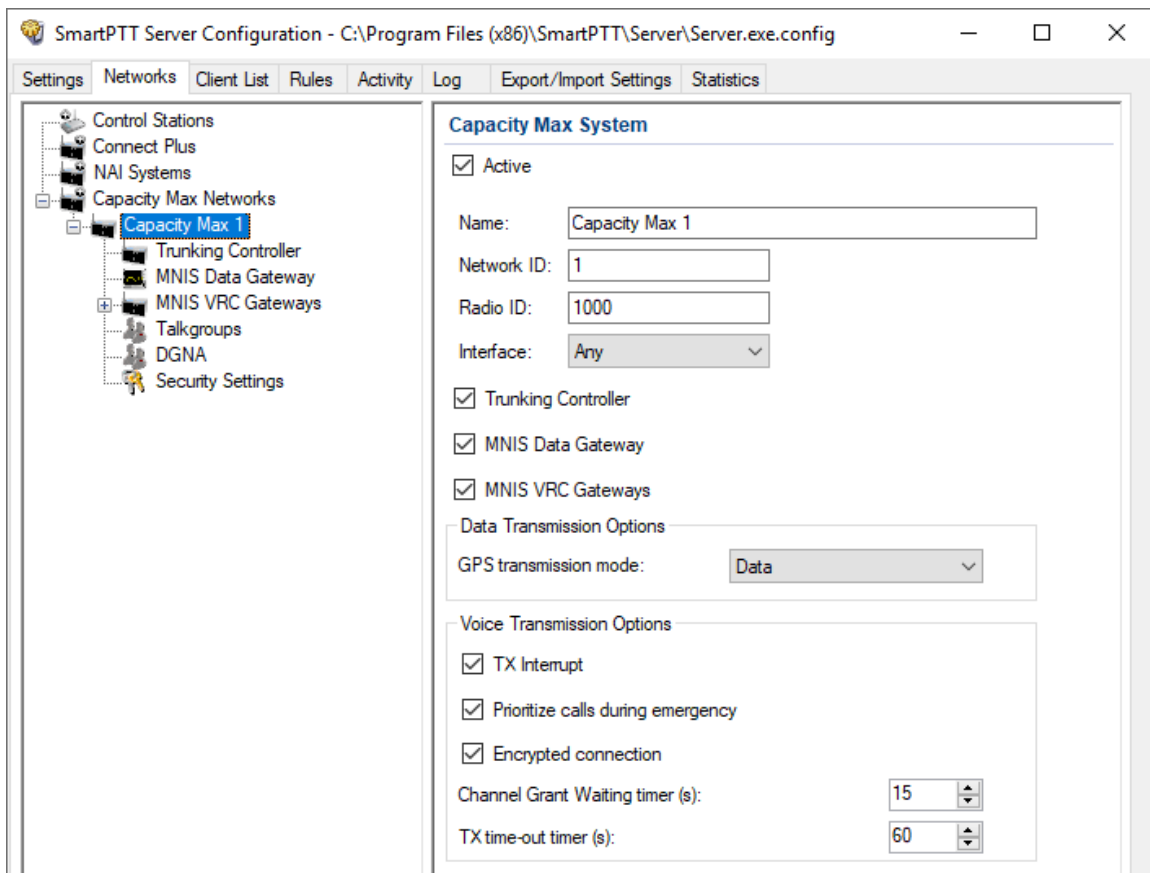 SmartPTT Server Configuration - C:\Program Files (x86)\SmartPTT\Server\Server.exe.config
Settings Networks Client List Rules Activity Log Export/Import Settings Statistics
Control Stations
Connect Plus
NAI Systems
Capacity Max Networks
Capacity Max 1
Trunking Controller
MNIS Data Gateway
MNIS VRC Gateways
Talkgroups
DGNA
Security Settings
Capacity Max System
Active
Name: Capacity Max 1
Network ID: 1
Radio ID: 1000
Interface: Any
Trunking Controller
MNIS Data Gateway
MNIS VRC Gateways
Data Transmission Options
GPS transmission mode: Data
Voice Transmission Options
TX Interrupt
Prioritize calls during emergency
Encrypted connection
Channel Grant Waiting timer (s): 15
TX time-out timer (s): 60